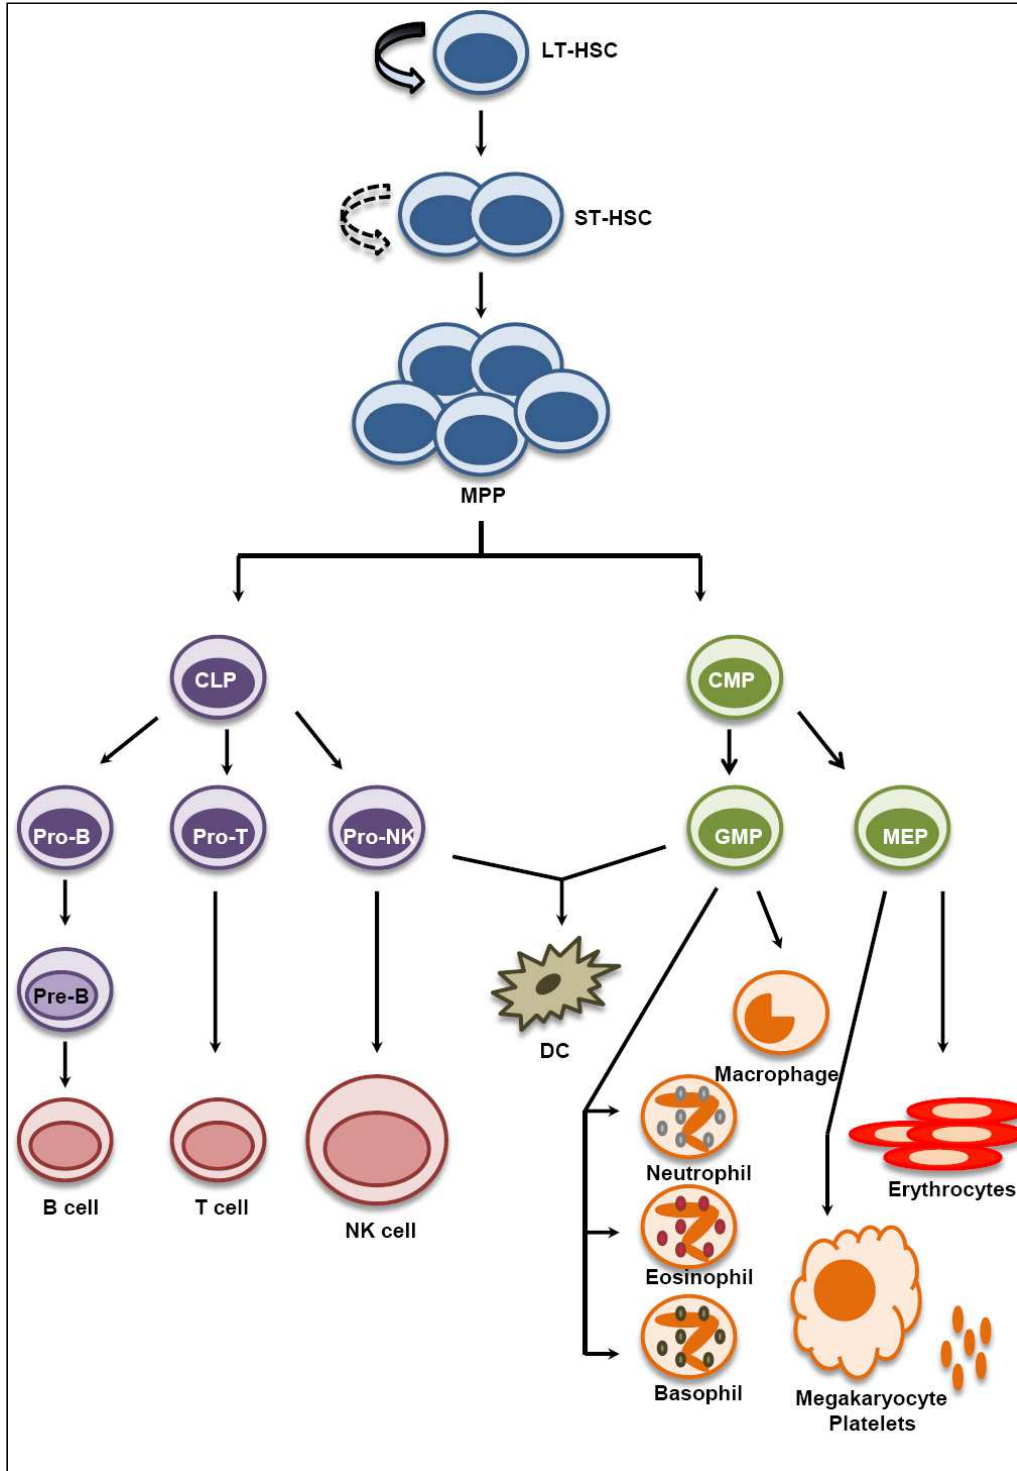 LT-HSC
ST-HSC
MPP
CLP
CMP
Pro-B
Pro-T
Pro-NK
GMP
MEP
Pre-B
DC
Macrophage
Neutrophil
Erythrocytes
B cell
T cell
NK cell
Eosinophil
Basophil
Megakaryocyte
Platelets